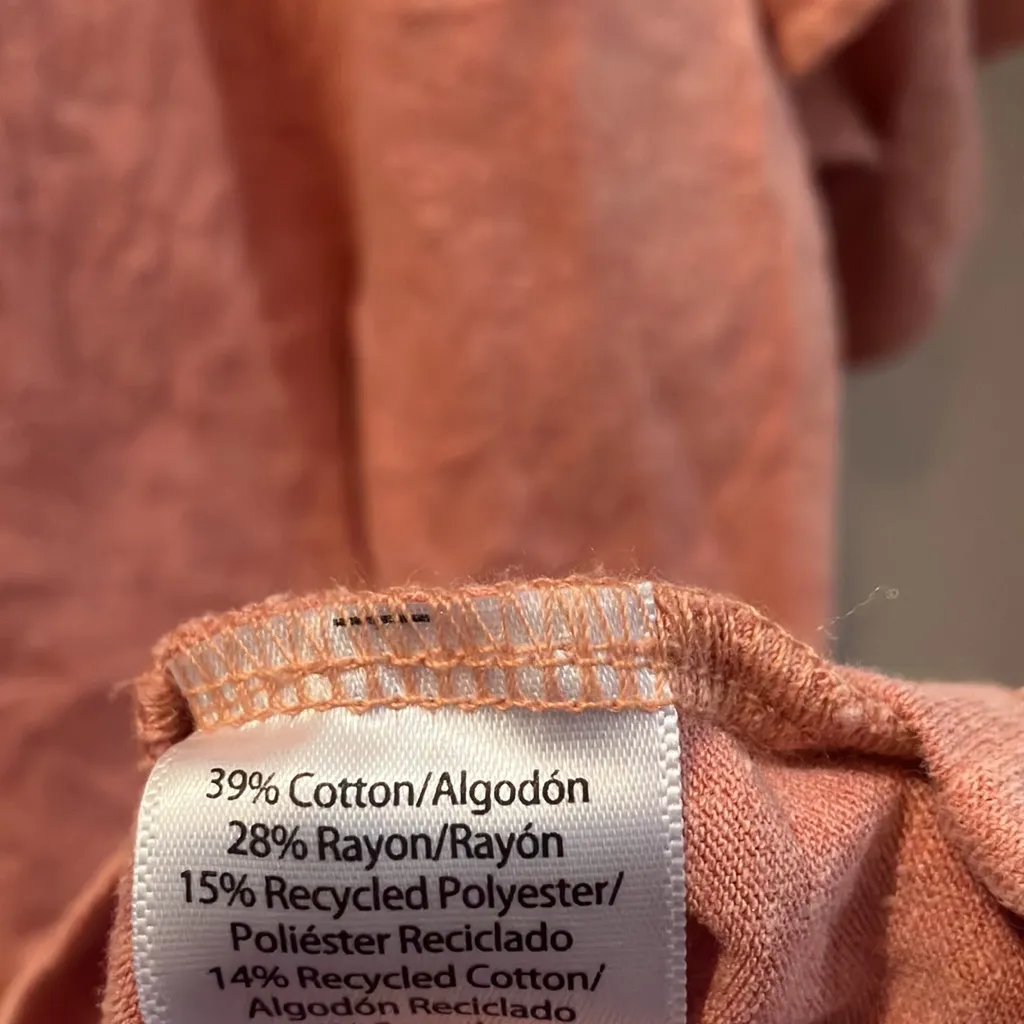 39% Cotton/Algodón
28% Rayon/Rayón
15% Recycled Polyester/
Poliéster Reciclado
14% Recycled Cotton/
Algodón Reciclado